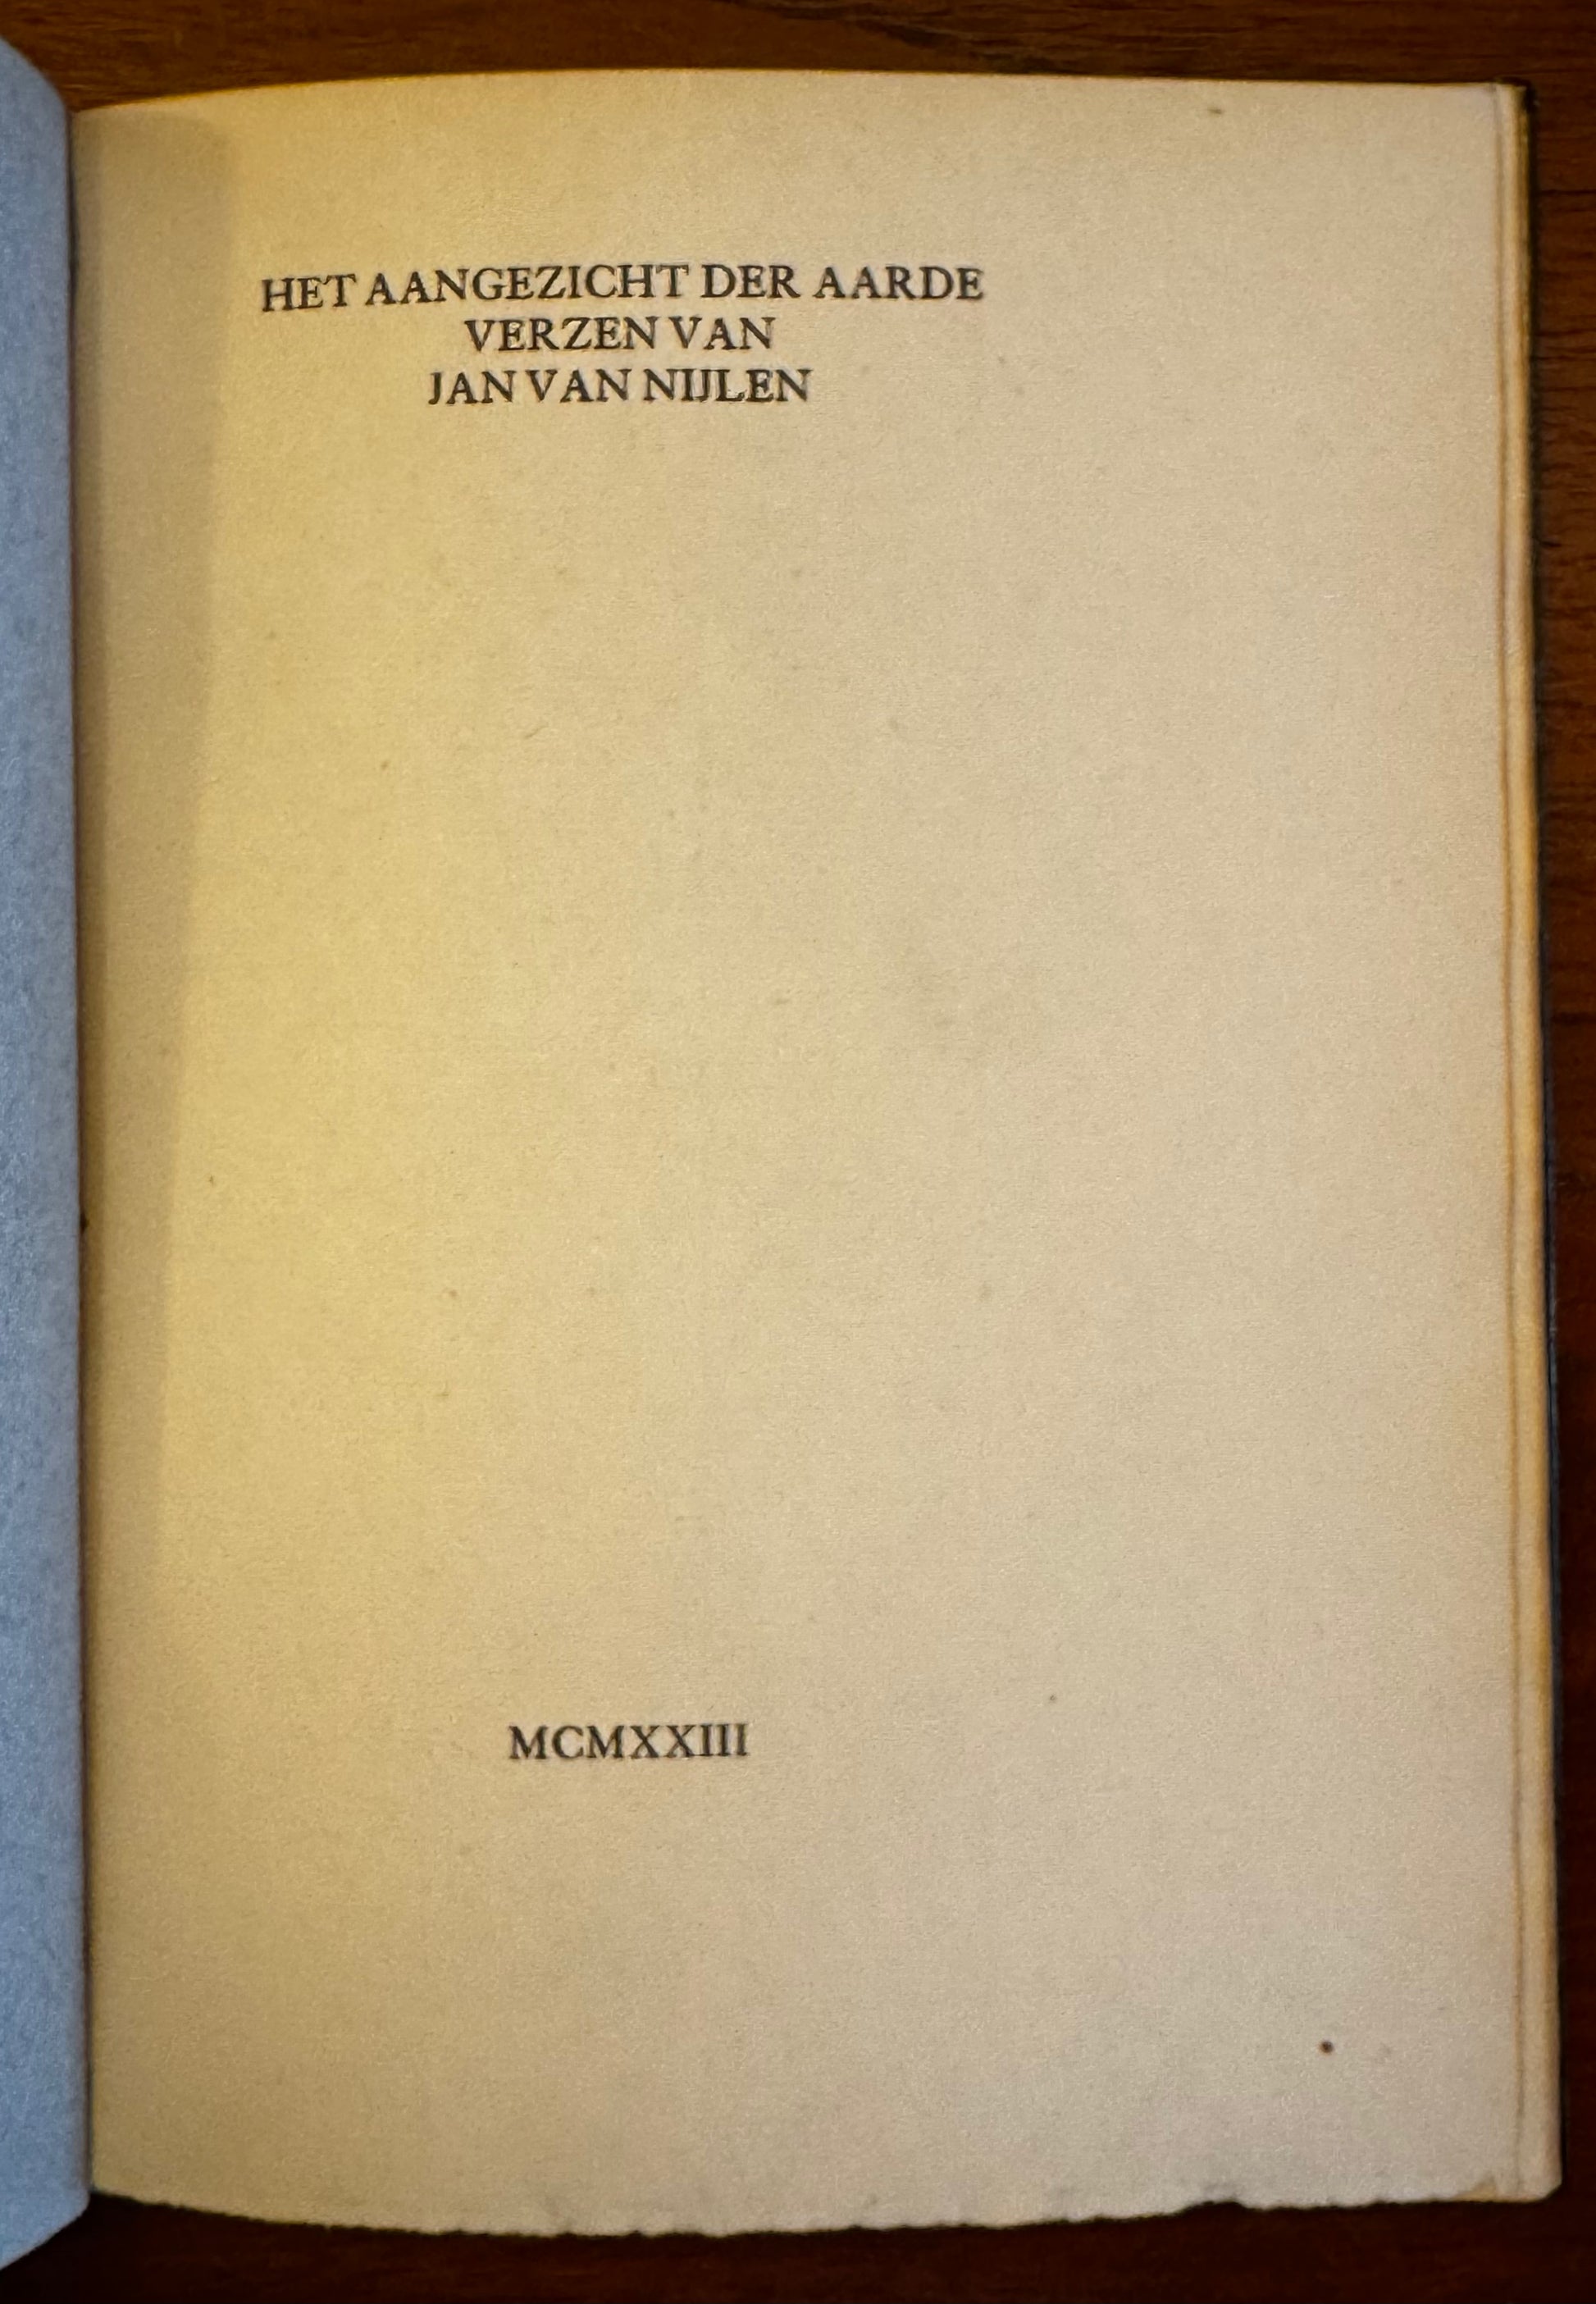 HET AANGEZICHT DER AARDE
VERZEN VAN
JAN VAN NIJLEN
MCMXXIII